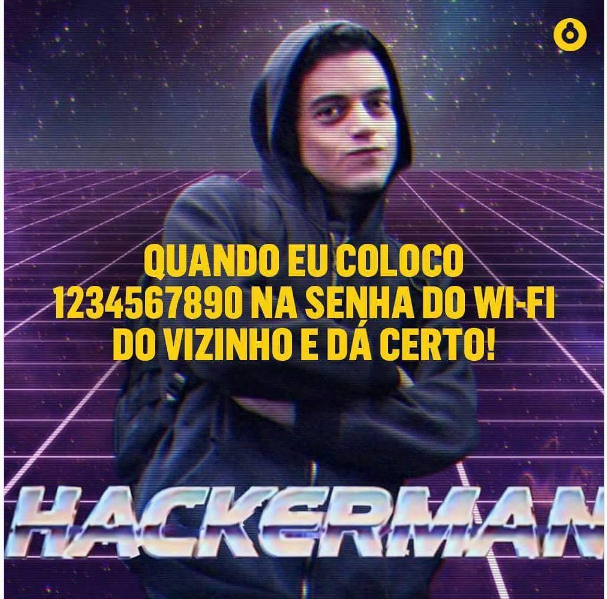 QUANDO EU COLOCO
1234567890 NA SENHA DO WI-FI
DO VIZINHO E DÁ CERTO!
HACKERMAN